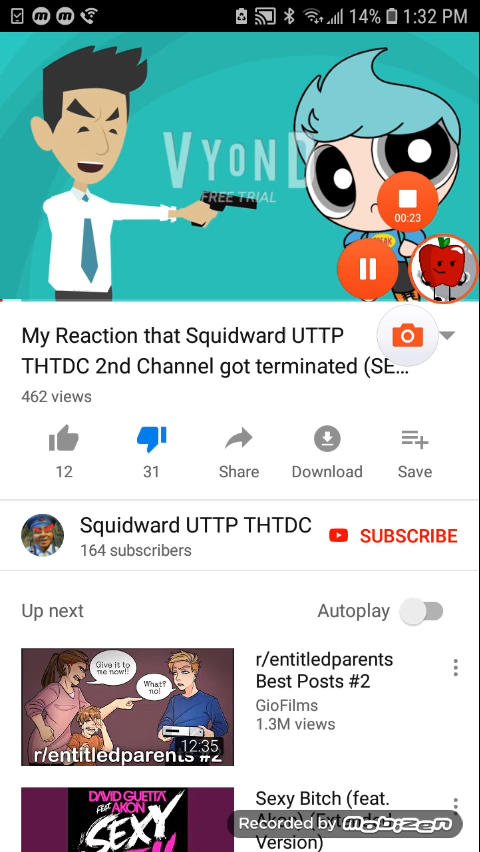 14% 1:32 PM
VYOND
FREE TRIAL
00:23
My Reaction that Squidward UTTP
THTDC 2nd Channel got terminated (SE...
462 views
12
31
Share
Download
Save
Squidward UTTP THTDC
164 subscribers
SUBSCRIBE
Up next
Autoplay
Give it to
me now!!
What?
no!
12:35
r/entitledparents #2
r/entitledparents
Best Posts #2
GioFilms
1.3M views
DAVID GUETTA
FEAT. AKON
SEXY
Sexy Bitch (feat.
Akon) (Extended
Version)
Recorded by mobizen